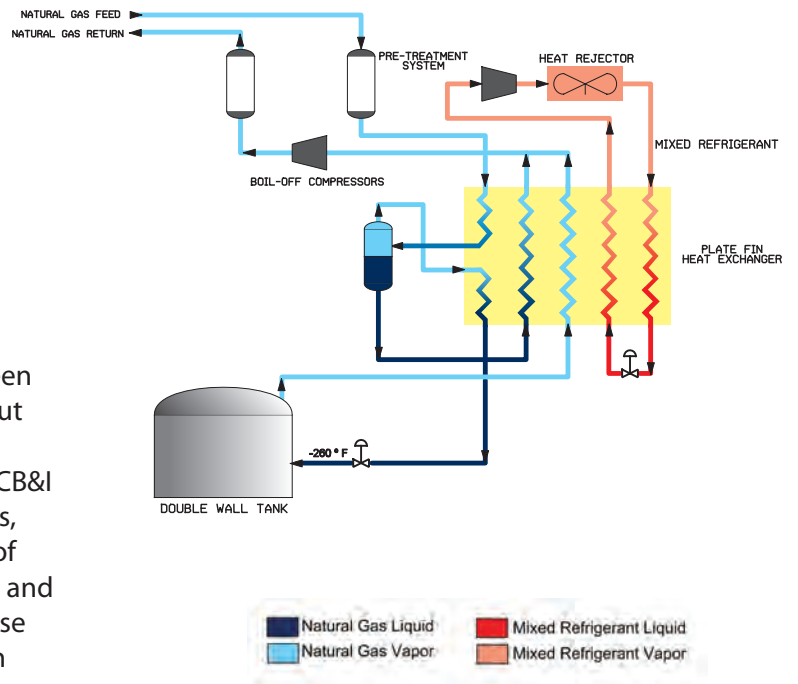 NATURAL GAS FEED
NATURAL GAS RETURN
PRE-TREATMENT
SYSTEM
HEAT REJECTOR
MIXED REFRIGERANT
BOIL-OFF COMPRESSORS
PLATE FIN
HEAT EXCHANGER
een
ut
CB&I
s,
of
and
se
n
-260° F
DOUBLE WALL TANK
Natural Gas Liquid
Mixed Refrigerant Liquid
Natural Gas Vapor
Mixed Refrigerant Vapor